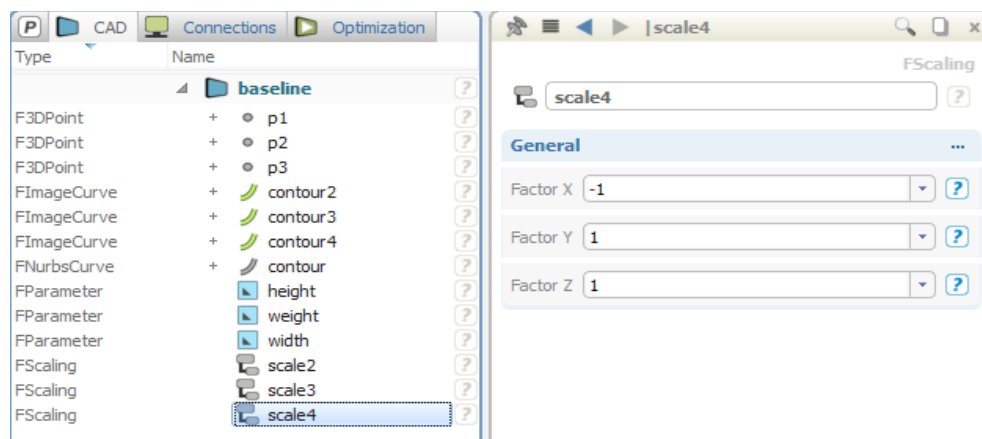 P CAD Connections Optimization
Type Name
baseline ?
F3DPoint + p1 ?
F3DPoint + p2 ?
F3DPoint + p3 ?
FImageCurve + contour2 ?
FImageCurve + contour3 ?
FImageCurve + contour4 ?
FNurbsCurve + contour ?
FParameter height ?
FParameter weight ?
FParameter width ?
FScaling scale2 ?
FScaling scale3 ?
FScaling scale4 ?
|scale4 x
FScaling
scale4 ?
General ...
Factor X -1 ?
Factor Y 1 ?
Factor Z 1 ?